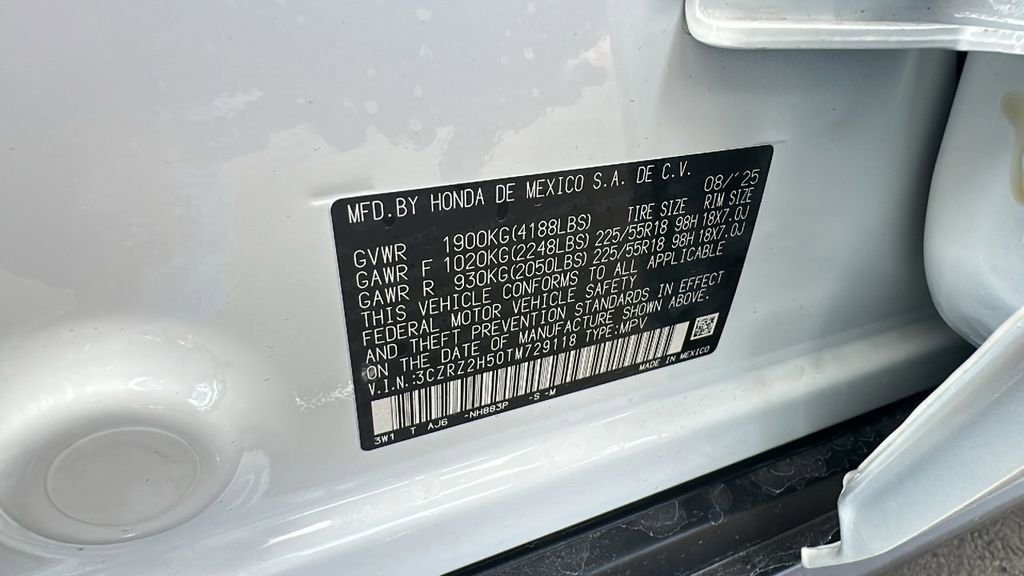 MFD.BY HONDA DE MEXICO S.A. DE C.V. 08/'25
TIRE SIZE RIM SIZE
GVWR 1900KG(4188LBS)
GAWR F 1020KG(2248LBS) 225/55R18 98H 18X7.0J
GAWR R 930KG(2050LBS) 225/55R18 98H 18X7.0J
THIS VEHICLE CONFORMS TO ALL APPLICABLE
FEDERAL MOTOR VEHICLE SAFETY
AND THEFT PREVENTION STANDARDS IN EFFECT
ON THE DATE OF MANUFACTURE SHOWN ABOVE.
V.I.N.:3CZRZ2H50TM729118 TYPE:MPV
MADE IN MEXICO
3W1 T AJ6 -NH883P -S -M